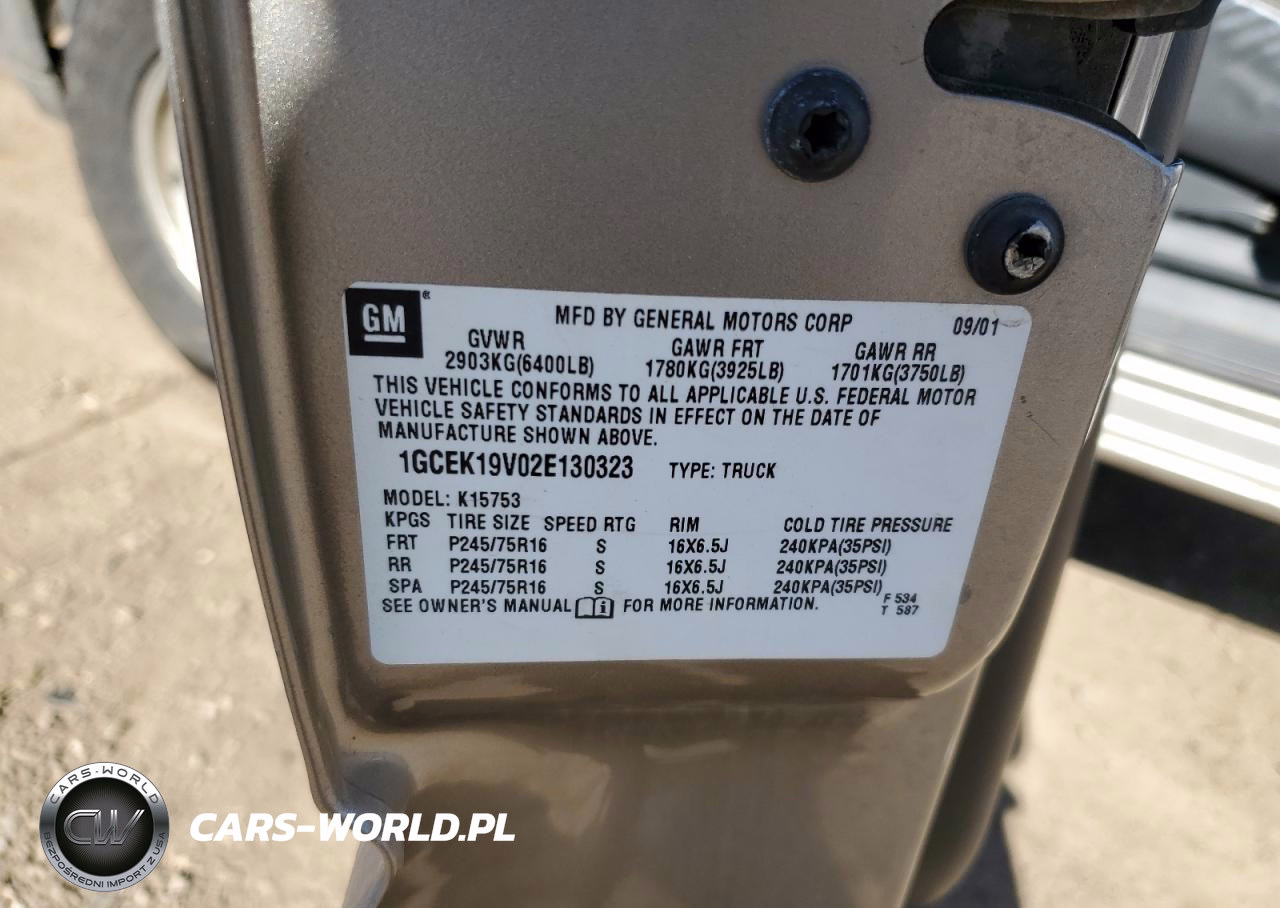 GM®
MFD BY GENERAL MOTORS CORP 09/01
GVWR GAWR FRT GAWR RR
2903KG(6400LB) 1780KG(3925LB) 1701KG(3750LB)
THIS VEHICLE CONFORMS TO ALL APPLICABLE U.S. FEDERAL MOTOR
VEHICLE SAFETY STANDARDS IN EFFECT ON THE DATE OF
MANUFACTURE SHOWN ABOVE.
1GCEK19V02E130323 TYPE: TRUCK
MODEL: K15753
KPGS TIRE SIZE SPEED RTG RIM COLD TIRE PRESSURE
FRT P245/75R16 S 16X6.5J 240KPA(35PSI)
RR P245/75R16 S 16X6.5J 240KPA(35PSI)
SPA P245/75R16 S 16X6.5J 240KPA(35PSI)
SEE OWNER'S MANUAL i FOR MORE INFORMATION.
F 534
T 587
CARS-WORLD
CW
BEZPOŚREDNI IMPORT Z USA
CARS-WORLD.PL